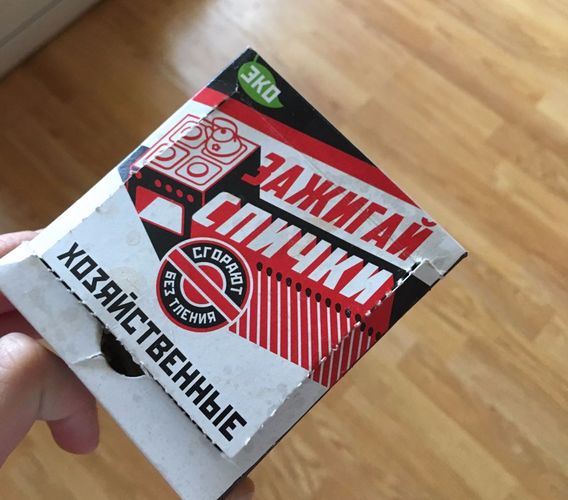 ЭКО
ЗАЖИГАЙ
СПИЧКИ
СГОРАЮТ
БЕЗ ТЛЕНИЯ
ХОЗЯЙСТВЕННЫЕ